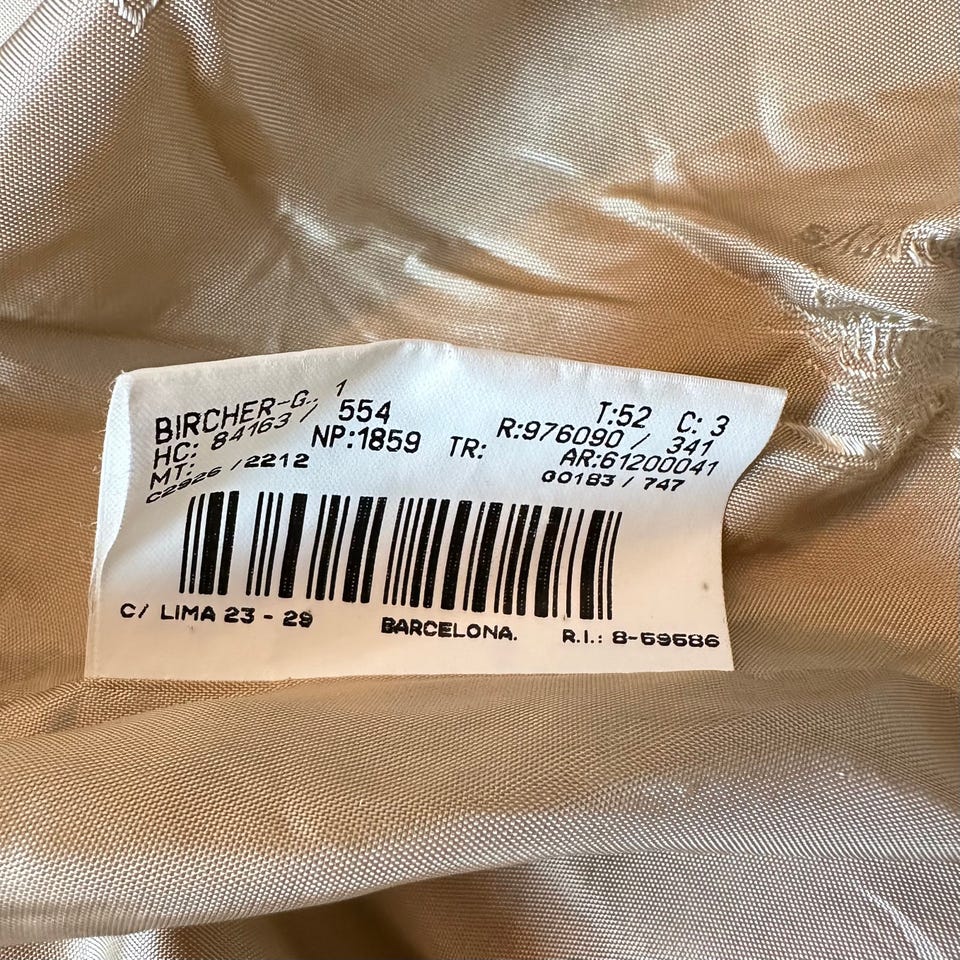 BIRCHER-G., 1
T:52 C: 3
HC: 84163 / 554
R:976090 / 341
MT: NP:1859 TR: AR:61200041
C2926 /2212 GO183 / 747
C/ LIMA 23 - 29 BARCELONA. R.I.: 8-59586